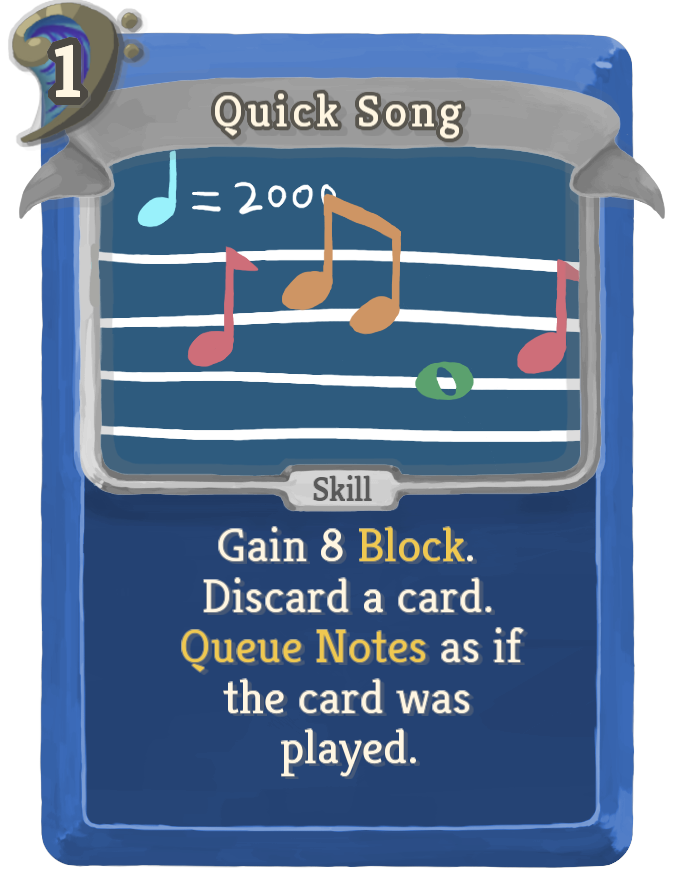 1
Quick Song
= 2000
Skill
Gain 8 Block.
Discard a card.
Queue Notes as if
the card was
played.